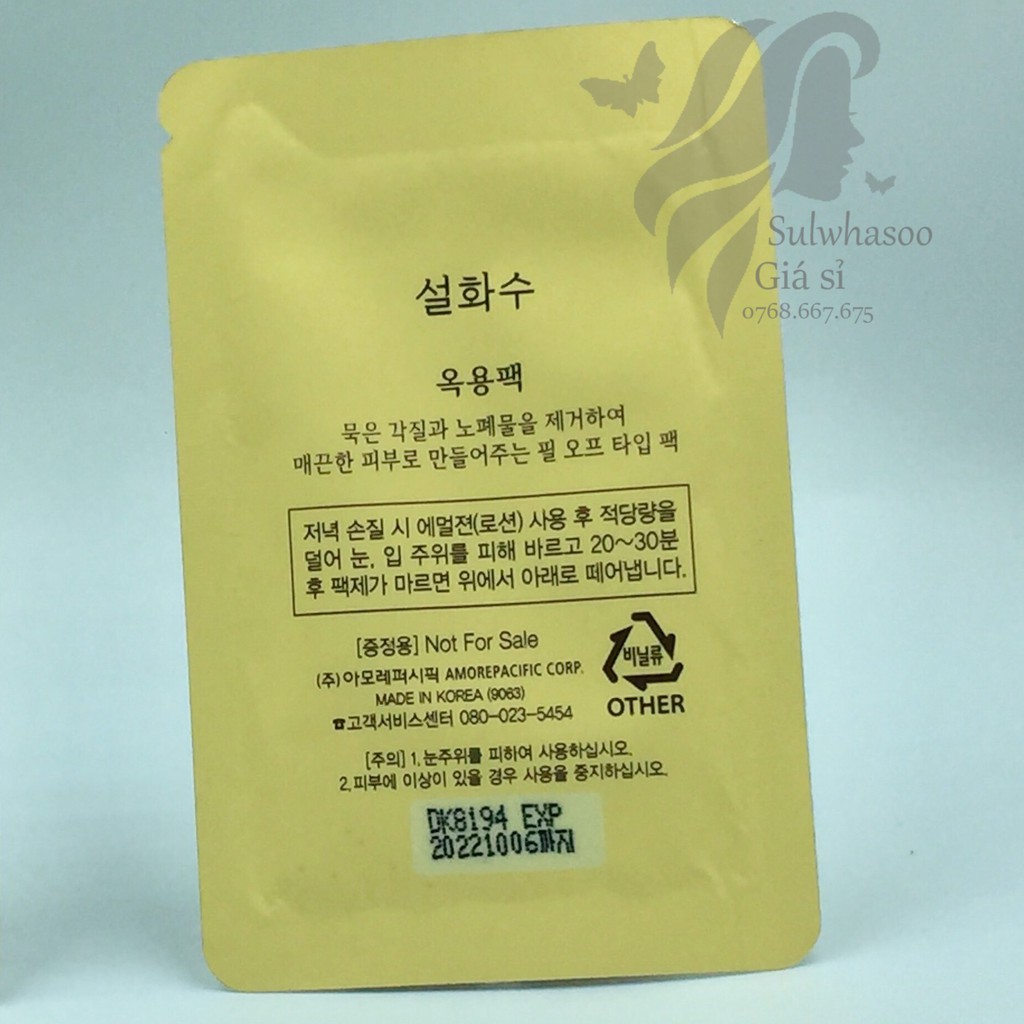 Sulwhasoo
Giá sỉ
0768.667.675
설화수
옥용팩
묵은 각질과 노폐물을 제거하여
매끈한 피부로 만들어주는 필 오프 타입 팩
저녁 손질 시 에멀젼(로션) 사용 후 적당량을
덜어 눈, 입 주위를 피해 바르고 20~30분
후 팩제가 마르면 위에서 아래로 떼어냅니다.
[증정용] Not For Sale
(주)아모레퍼시픽 AMOREPACIFIC CORP.
MADE IN KOREA (9063)
☎고객서비스센터 080-023-5454
비닐류
OTHER
[주의] 1. 눈주위를 피하여 사용하십시오.
2. 피부에 이상이 있을 경우 사용을 중지하십시오.
DK8194 EXP
20221006까지